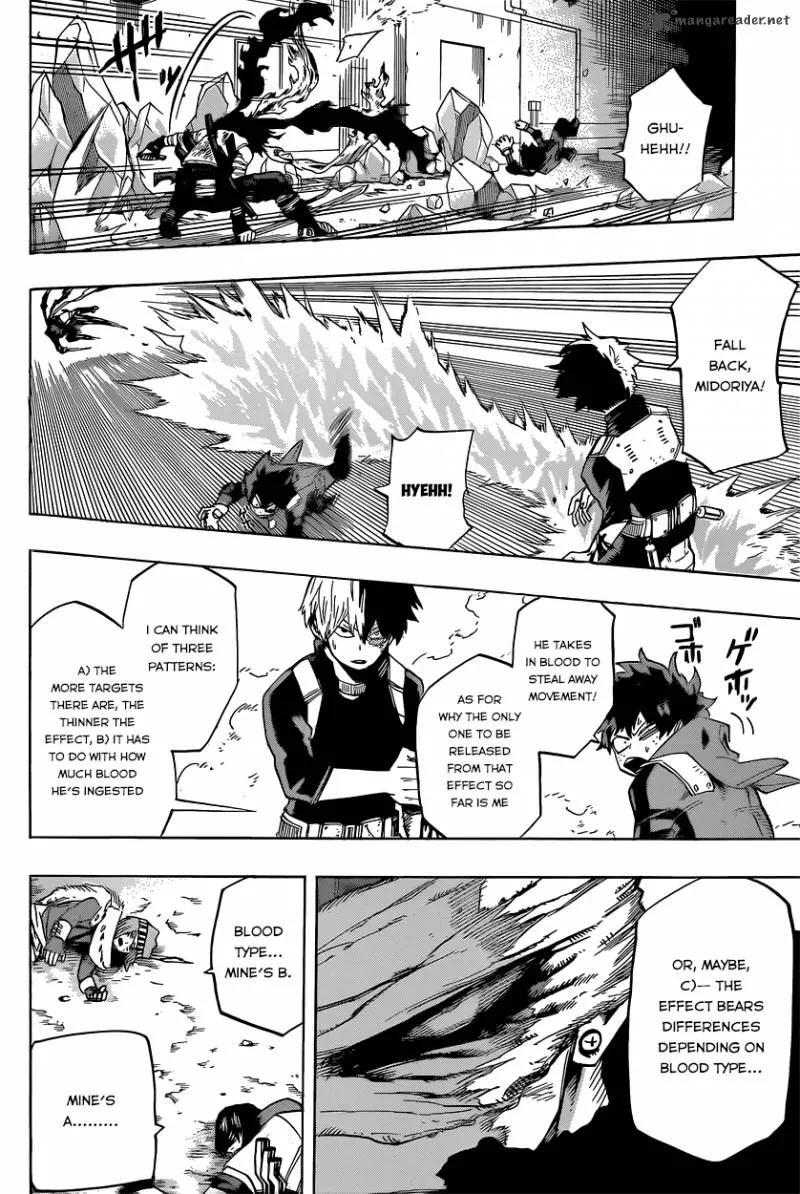 mangareader.net
GHU-
HEHH!!
FALL
BACK,
MIDORIYA!
HYEHH!
ゲホッ
ゴホ
HE TAKES
IN BLOOD TO
STEAL AWAY
MOVEMENT!
AS FOR
WHY THE ONLY
ONE TO BE
RELEASED
FROM THAT
EFFECT SO
FAR IS ME
I CAN THINK
OF THREE
PATTERNS:
A) THE
MORE TARGETS
THERE ARE, THE
THINNER THE
EFFECT, B) IT HAS
TO DO WITH HOW
MUCH BLOOD
HE'S INGESTED
OR, MAYBE,
C)— THE
EFFECT BEARS
DIFFERENCES
DEPENDING ON
BLOOD TYPE...
BLOOD
TYPE...
MINE'S B.
MINE'S
A.........